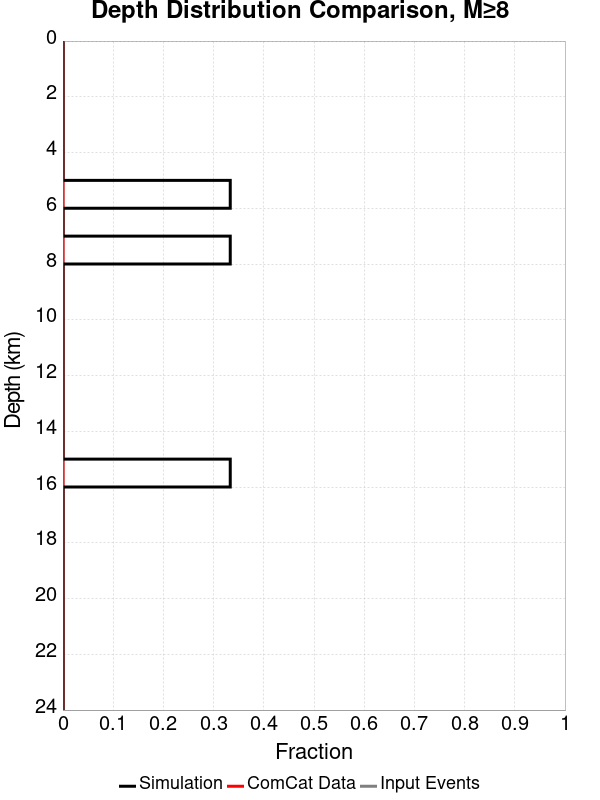 Depth Distribution Comparison, M≥8
0
2
4
6
8
10
12
14
16
18
20
22
24
Depth (km)
0 0.1 0.2 0.3 0.4 0.5 0.6 0.7 0.8 0.9 1
Fraction
Simulation ComCat Data Input Events